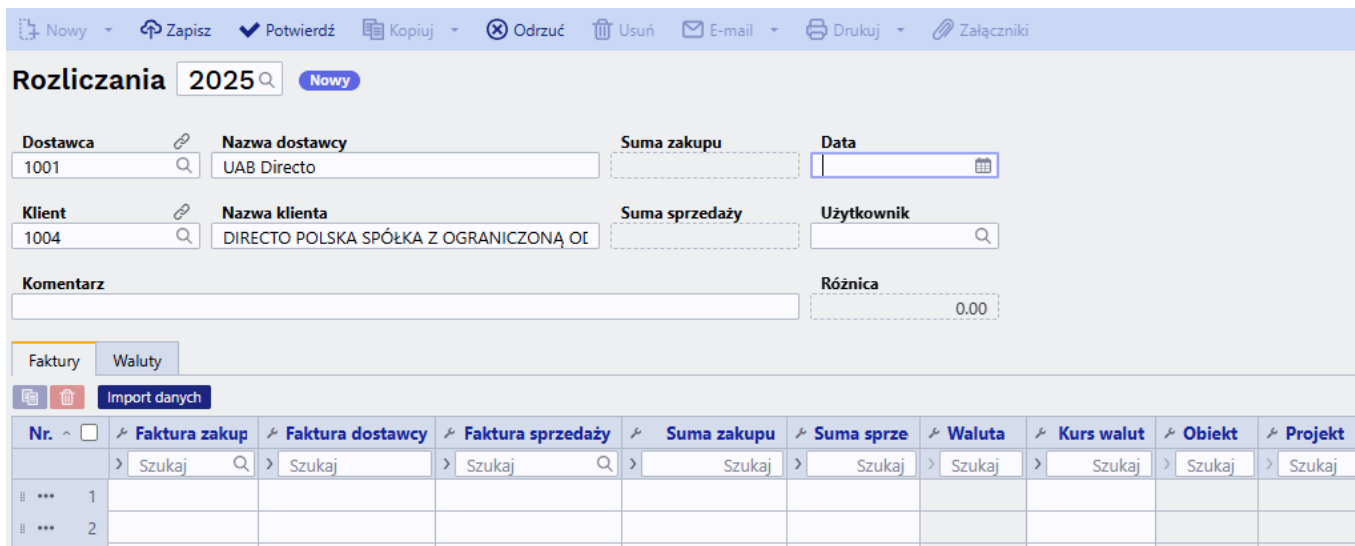 Nowy Zapisz Potwierdź Kopiuj Odrzuć Usuń E-mail Drukuj Załączniki
Rozliczania 2025 Nowy
Dostawca Nazwa dostawcy Suma zakupu Data
1001 UAB Directo
Klient Nazwa klienta Suma sprzedaży Użytkownik
1004 DIRECTO POLSKA SPÓŁKA Z OGRANICZONĄ
Komentarz Różnica
0.00
Faktury Waluty
Import danych
Nr. Faktura zakup Faktura dostawcy Faktura sprzedaży Suma zakupu Suma sprze Waluta Kurs walut Obiekt Projekt
Szukaj Szukaj Szukaj Szukaj Szukaj Szukaj Szukaj Szukaj Szukaj
1
2